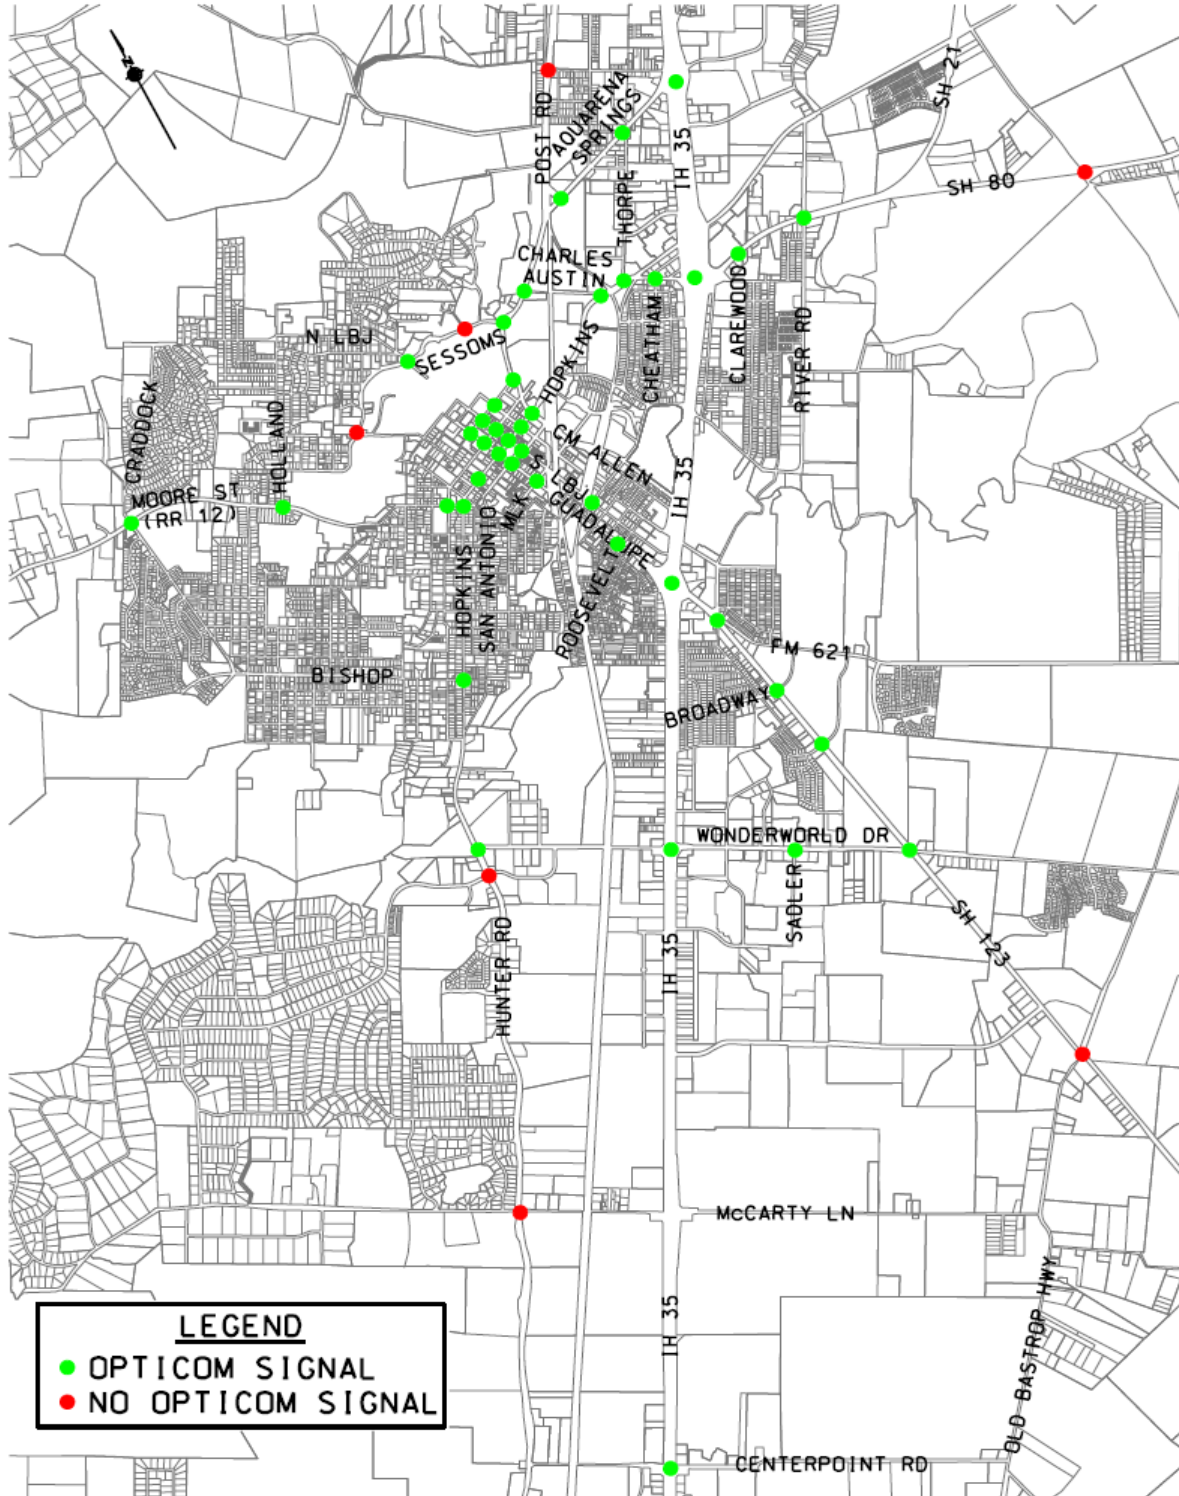 N
POST RD
AQUARENA
SPRINGS
IH 35
SH 21
SH 80
THORPE
CHARLES
AUSTIN
N LBJ
SESSOMS
HOPKINS
CHEATHAM
CLAREWOOD
RIVER RD
CRADDOCK
HOLLAND
CM ALLEN
S LBJ
MOORE ST
(RR 12)
MLK
GUADALUPE
IH 35
HOPKINS
SAN ANTONIO
ROOSEVELT
FM 621
BISHOP
BROADWAY
WONDERWORLD DR
SADLER
SH 123
HUNTER RD
IH 35
McCARTY LN
OLD BASTROP HWY
IH 35
CENTERPOINT RD
LEGEND
OPTICOM SIGNAL
NO OPTICOM SIGNAL